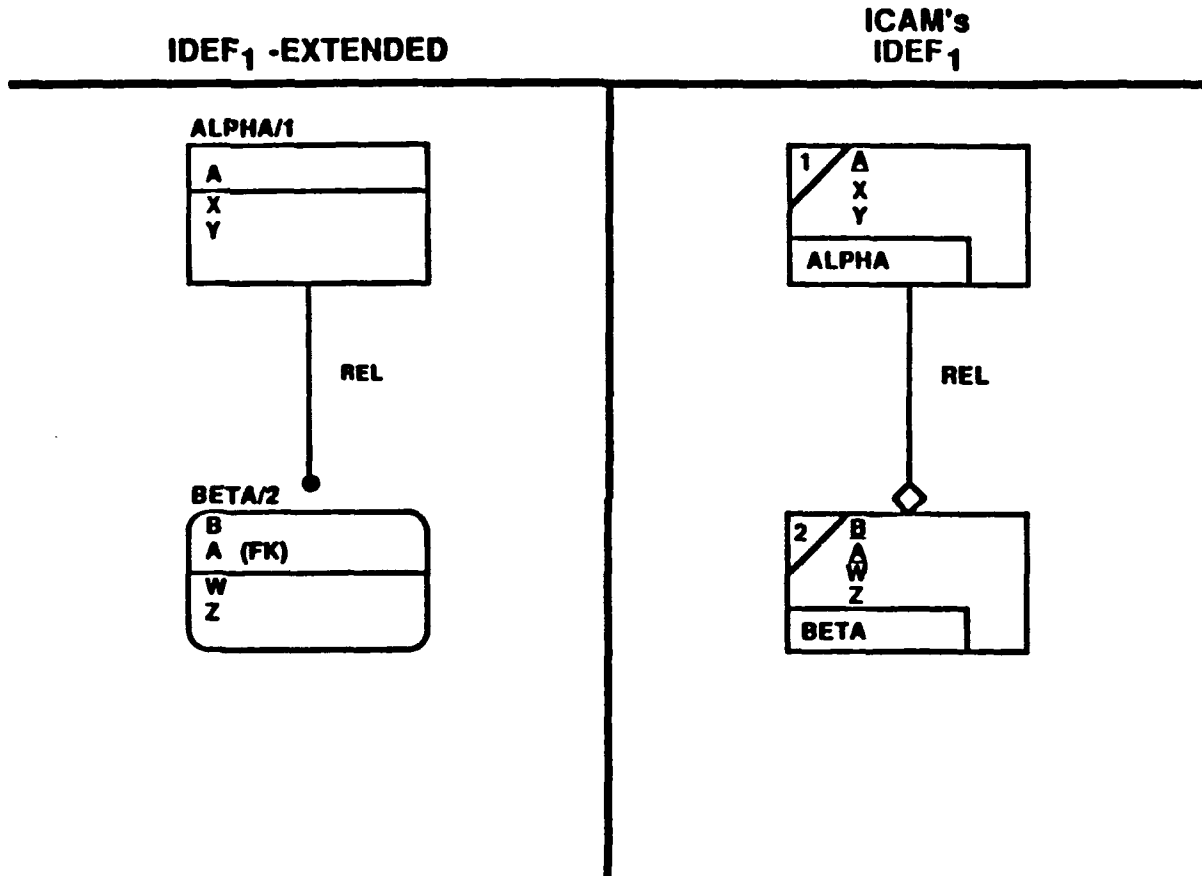 IDEF1 -EXTENDED
ALPHA/1
A
X
Y
REL
BETA/2
B
A (FK)
W
Z
ICAM's
IDEF1
1
A
X
Y
ALPHA
REL
2
B
A
W
Z
BETA